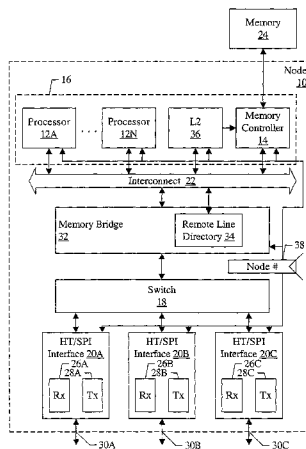 Memory
24
Node
10
16
Processor
12A
. . .
Processor
12N
L2
36
Memory
Controller
14
Interconnect 22
Memory Bridge
32
Remote Line
Directory 34
38
Node #
Switch
18
HT/SPI
Interface 20A
26A
28A
Rx
Tx
HT/SPI
Interface 20B
26B
28B
Rx
Tx
HT/SPI
Interface 20C
26C
28C
Rx
Tx
30A
30B
30C